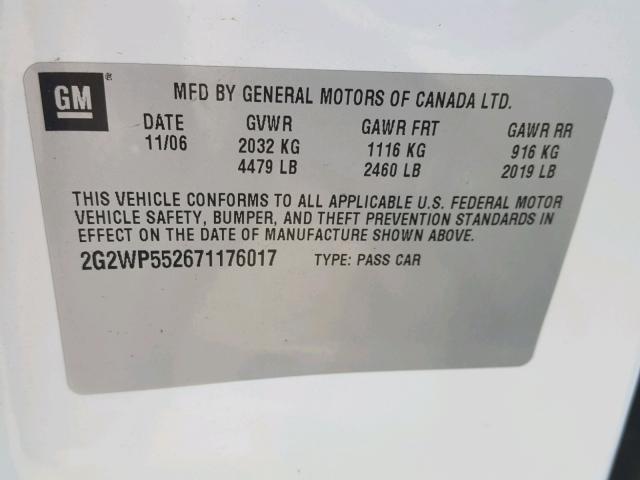 GM
MFD BY GENERAL MOTORS OF CANADA LTD.
DATE GVWR GAWR FRT GAWR RR
11/06 2032 KG 1116 KG 916 KG
4479 LB 2460 LB 2019 LB
THIS VEHICLE CONFORMS TO ALL APPLICABLE U.S. FEDERAL MOTOR
VEHICLE SAFETY, BUMPER, AND THEFT PREVENTION STANDARDS IN
EFFECT ON THE DATE OF MANUFACTURE SHOWN ABOVE.
2G2WP552671176017 TYPE: PASS CAR